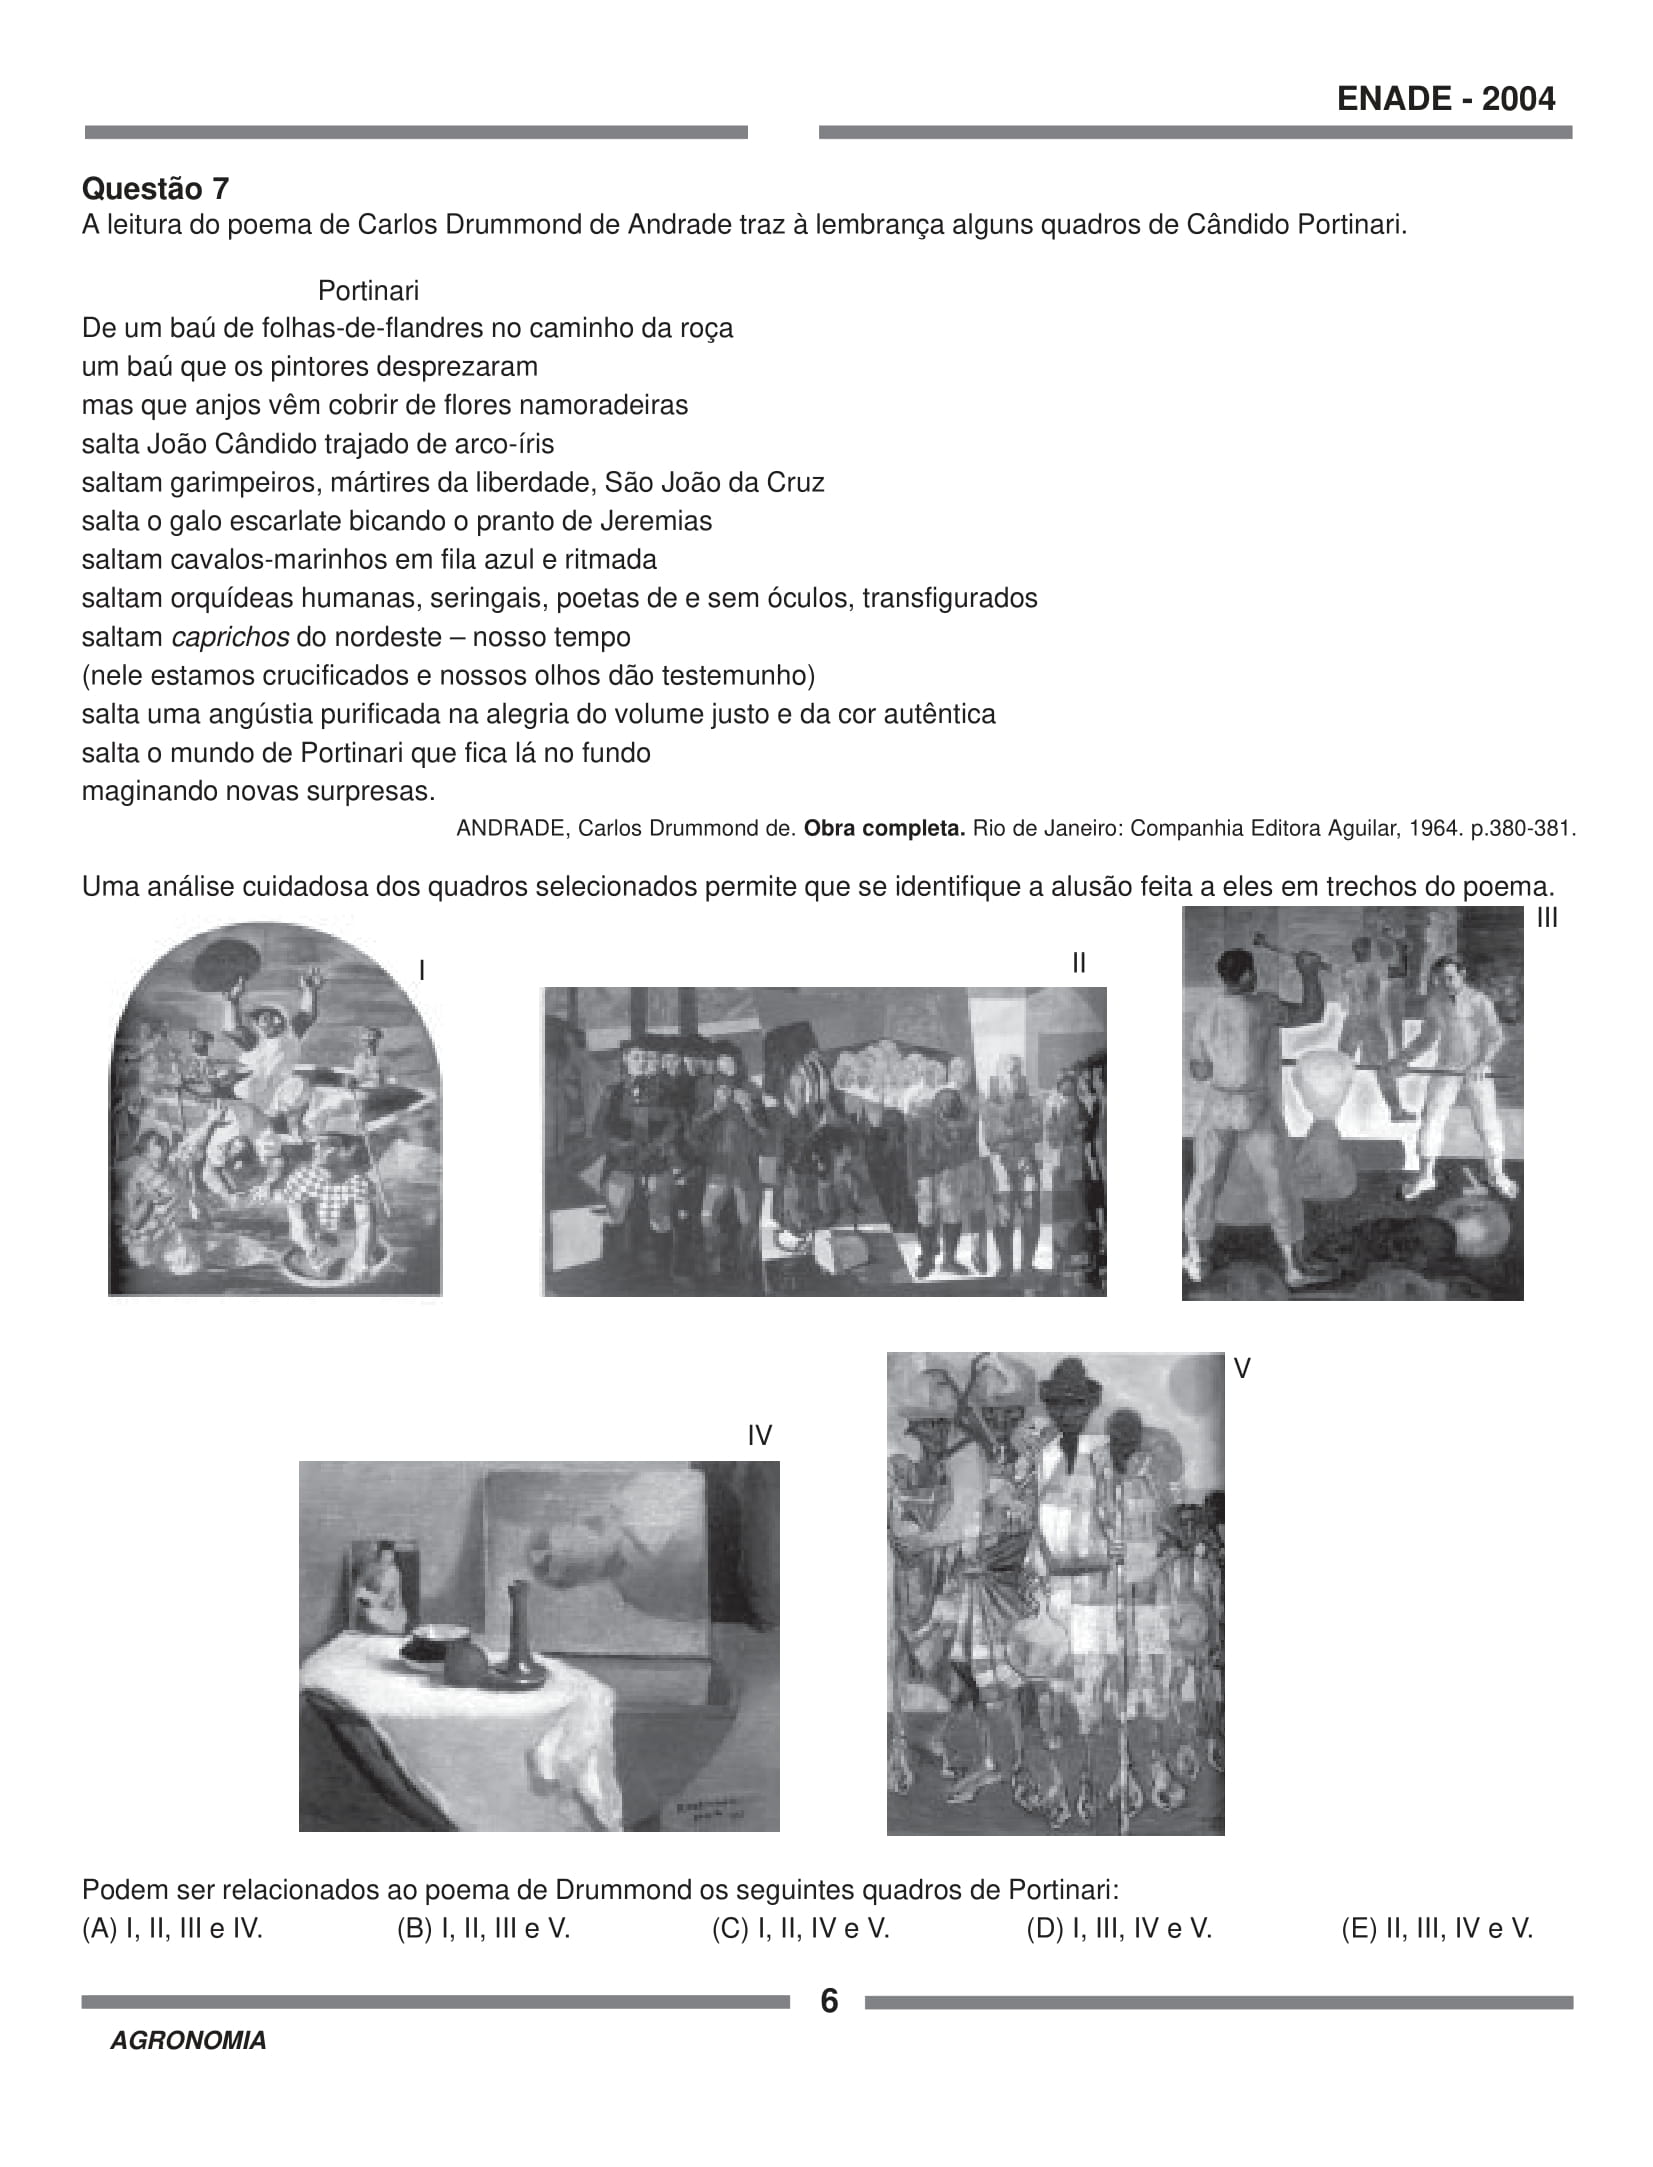 ENADE - 2004
Questão 7
A leitura do poema de Carlos Drummond de Andrade traz à lembrança alguns quadros de Cândido Portinari.
Portinari
De um baú de folhas-de-flandres no caminho da roça
um baú que os pintores desprezaram
mas que anjos vêm cobrir de flores namoradeiras
salta João Cândido trajado de arco-íris
saltam garimpeiros, mártires da liberdade, São João da Cruz
salta o galo escarlate bicando o pranto de Jeremias
saltam cavalos-marinhos em fila azul e ritmada
saltam orquídeas humanas, seringais, poetas de e sem óculos, transfigurados
saltam caprichos do nordeste – nosso tempo
(nele estamos crucificados e nossos olhos dão testemunho)
salta uma angústia purificada na alegria do volume justo e da cor autêntica
salta o mundo de Portinari que fica lá no fundo
maginando novas surpresas.
ANDRADE, Carlos Drummond de. Obra completa. Rio de Janeiro: Companhia Editora Aguilar, 1964. p.380-381.
Uma análise cuidadosa dos quadros selecionados permite que se identifique a alusão feita a eles em trechos do poema.
III
I
II
V
IV
Podem ser relacionados ao poema de Drummond os seguintes quadros de Portinari:
(A) I, II, III e IV. (B) I, II, III e V. (C) I, II, IV e V. (D) I, III, IV e V. (E) II, III, IV e V.
6
AGRONOMIA